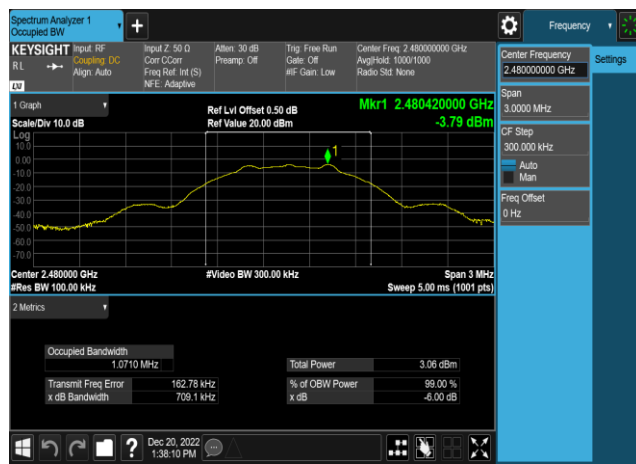 Spectrum Analyzer 1
Occupied BW
+
Frequency
KEYSIGHT
RL
LXI
Input: RF
Coupling: DC
Align: Auto
Input Z: 50 Ω
Corr CCorr
Freq Ref: Int (S)
NFE: Adaptive
Atten: 30 dB
Preamp: Off
Trig: Free Run
Gate: Off
#IF Gain: Low
Center Freq: 2.480000000 GHz
Avg|Hold: 1000/1000
Radio Std: None
Center Frequency
2.480000000 GHz
Settings
Span
3.0000 MHz
CF Step
300.000 kHz
Auto
Man
Freq Offset
0 Hz
1 Graph
Scale/Div 10.0 dB
Ref Lvl Offset 0.50 dB
Ref Value 20.00 dBm
Mkr1 2.480420000 GHz
-3.79 dBm
Log
10.0
0.00
-10.0
-20.0
-30.0
-40.0
-50.0
-60.0
-70.0
1
Center 2.480000 GHz
#Res BW 100.00 kHz
#Video BW 300.00 kHz
Span 3 MHz
Sweep 5.00 ms (1001 pts)
2 Metrics
Occupied Bandwidth
1.0710 MHz
Total Power 3.06 dBm
Transmit Freq Error 162.78 kHz
% of OBW Power 99.00 %
x dB Bandwidth 709.1 kHz
x dB -6.00 dB
?
Dec 20, 2022
1:38:10 PM